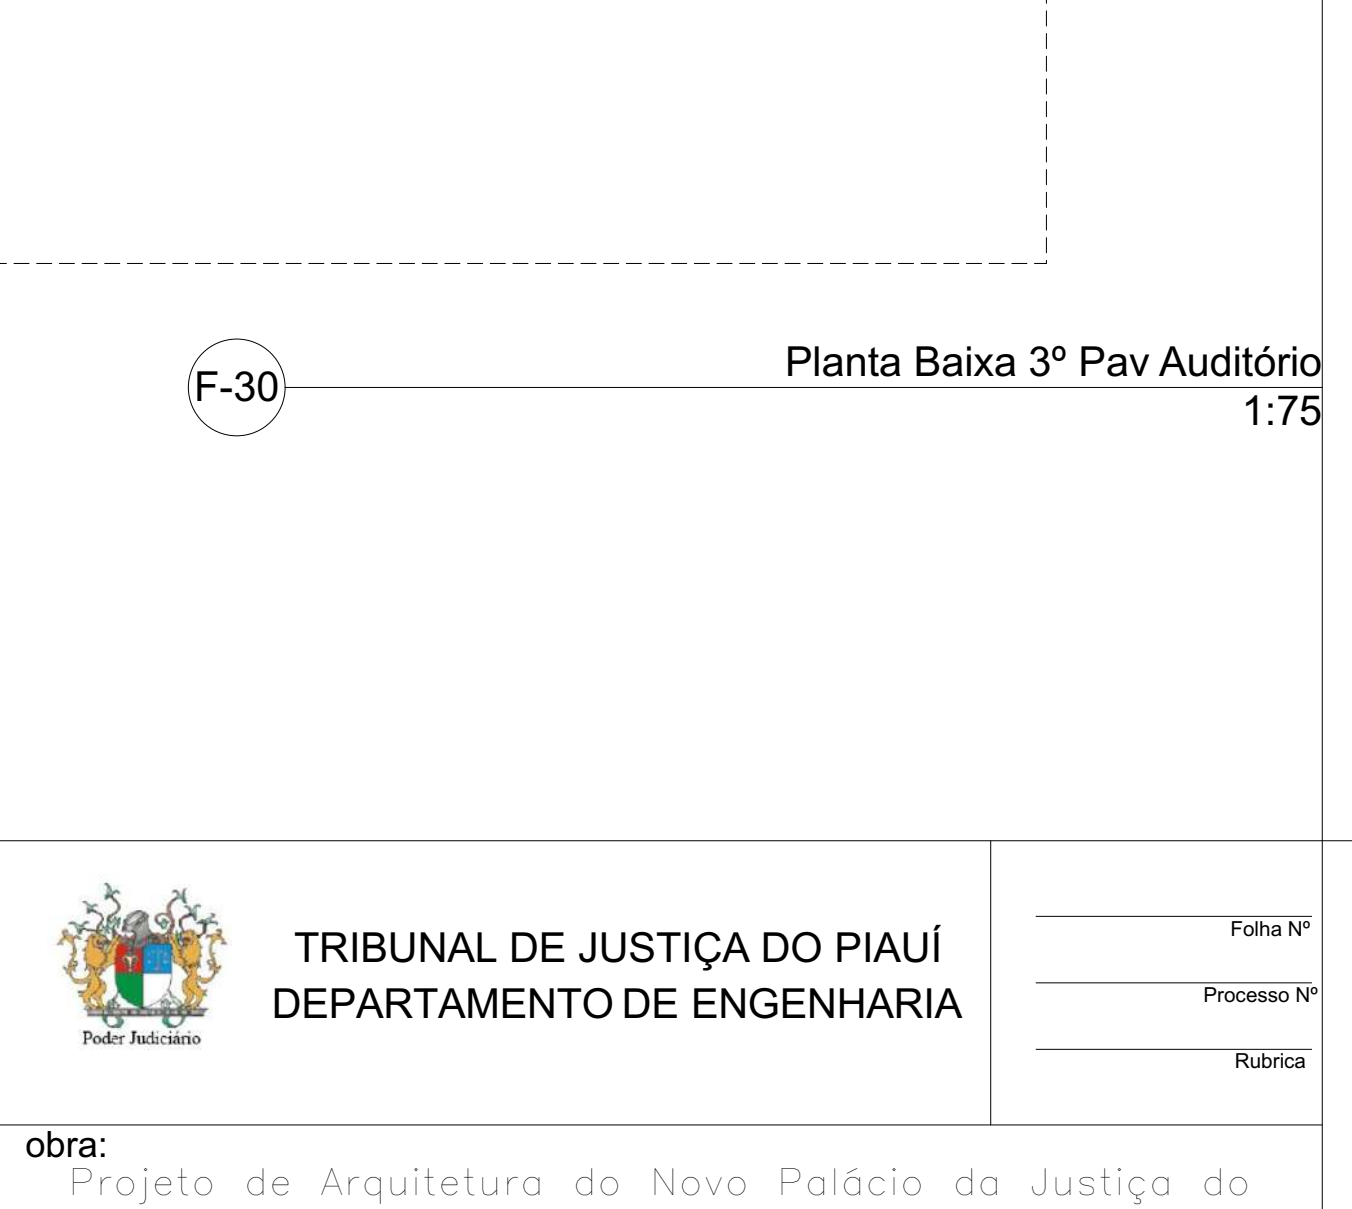 Planta Baixa 3º Pav Auditório
F-30
1:75
TRIBUNAL DE JUSTIÇA DO PIAUÍ
DEPARTAMENTO DE ENGENHARIA
Poder Judiciário
Folha Nº
Processo Nº
Rubrica
obra:
Projeto de Arquitetura do Novo Palácio da Justiça do